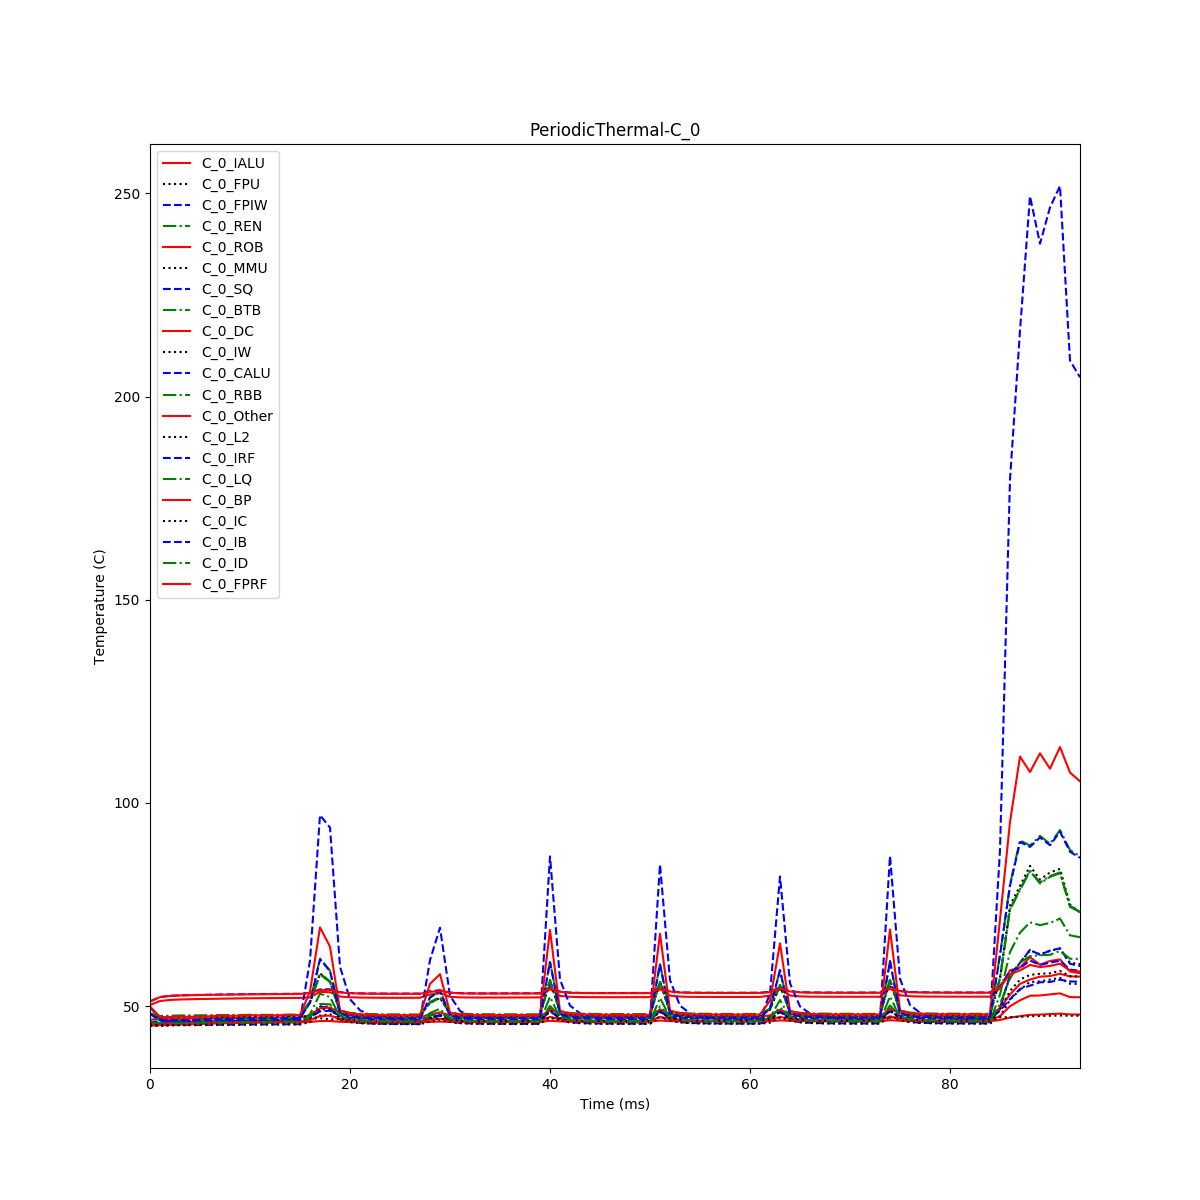 PeriodicThermal-C_0
250
200
150
100
50
Temperature (C)
C_0_IALU
C_0_FPU
C_0_FPIW
C_0_REN
C_0_ROB
C_0_MMU
C_0_SQ
C_0_BTB
C_0_DC
C_0_IW
C_0_CALU
C_0_RBB
C_0_Other
C_0_L2
C_0_IRF
C_0_LQ
C_0_BP
C_0_IC
C_0_IB
C_0_ID
C_0_FPRF
0 20 40 60 80
Time (ms)